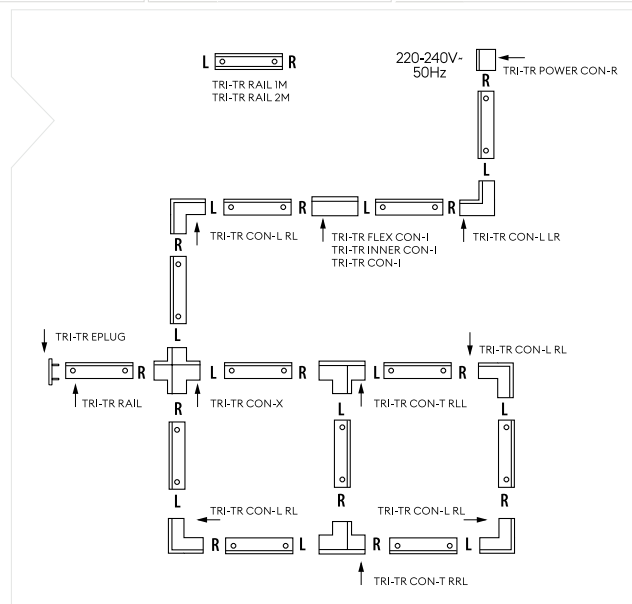 L R
TRI-TR RAIL 1M
TRI-TR RAIL 2M
220-240V~
50Hz
TRI-TR POWER CON-R
R
L
L R L R
TRI-TR CON-L RL
TRI-TR FLEX CON-I
TRI-TR INNER CON-I
TRI-TR CON-I
TRI-TR CON-L LR
R
L
TRI-TR EPLUG
TRI-TR CON-L RL
R L R L R
TRI-TR RAIL
TRI-TR CON-X
TRI-TR CON-T RLL
R L L
L R R
TRI-TR CON-L RL
TRI-TR CON-L RL
R L R L
TRI-TR CON-T RRL